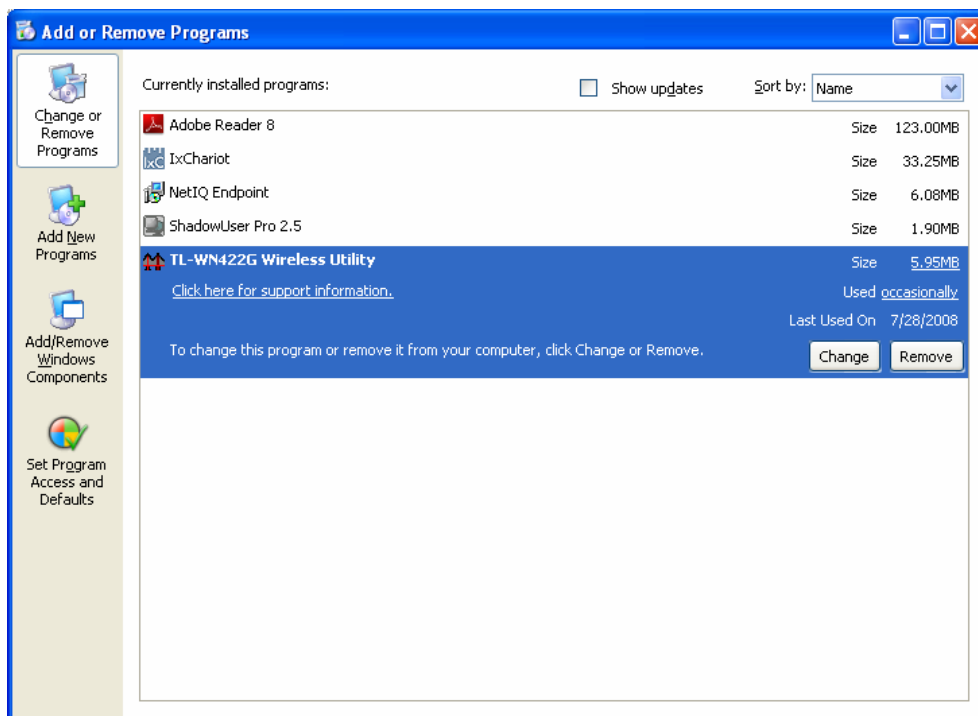 Add or Remove Programs
Change or
Remove
Programs
Add New
Programs
Add/Remove
Windows
Components
Set Program
Access and
Defaults
Currently installed programs:
Show updates
Sort by: Name
Adobe Reader 8 Size 123.00MB
IxChariot Size 33.25MB
NetIQ Endpoint Size 6.08MB
ShadowUser Pro 2.5 Size 1.90MB
TL-WN422G Wireless Utility Size 5.95MB
Click here for support information. Used occasionally
Last Used On 7/28/2008
To change this program or remove it from your computer, click Change or Remove. Change Remove